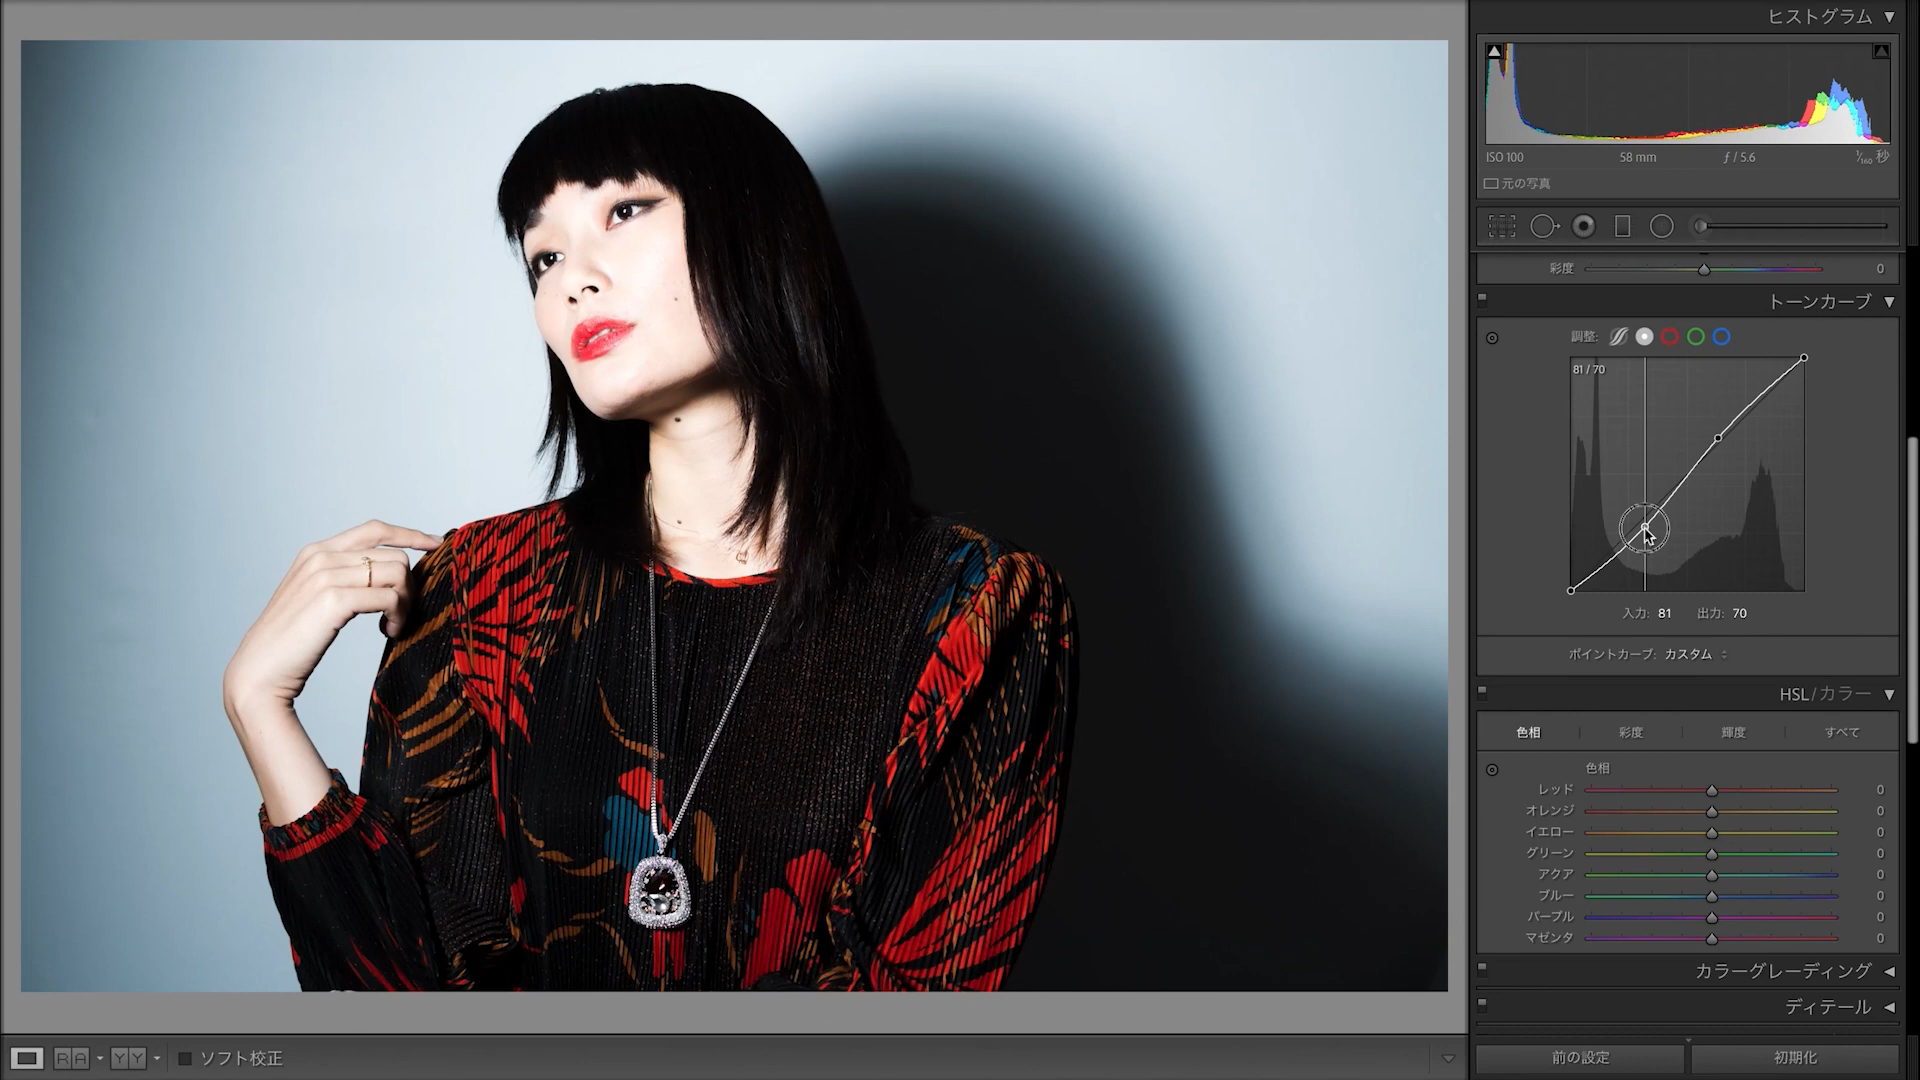 ヒストグラム
ISO 100 58 mm ƒ / 5.6 1/160 秒
元の写真
彩度 0
トーンカーブ
調整:
81 / 70
入力: 81 出力: 70
ポイントカーブ: カスタム
HSL / カラー
色相 彩度 輝度 すべて
色相
レッド 0
オレンジ 0
イエロー 0
グリーン 0
アクア 0
ブルー 0
パープル 0
マゼンタ 0
カラーグレーディング
ディテール
RA YY ソフト校正
前の設定 初期化